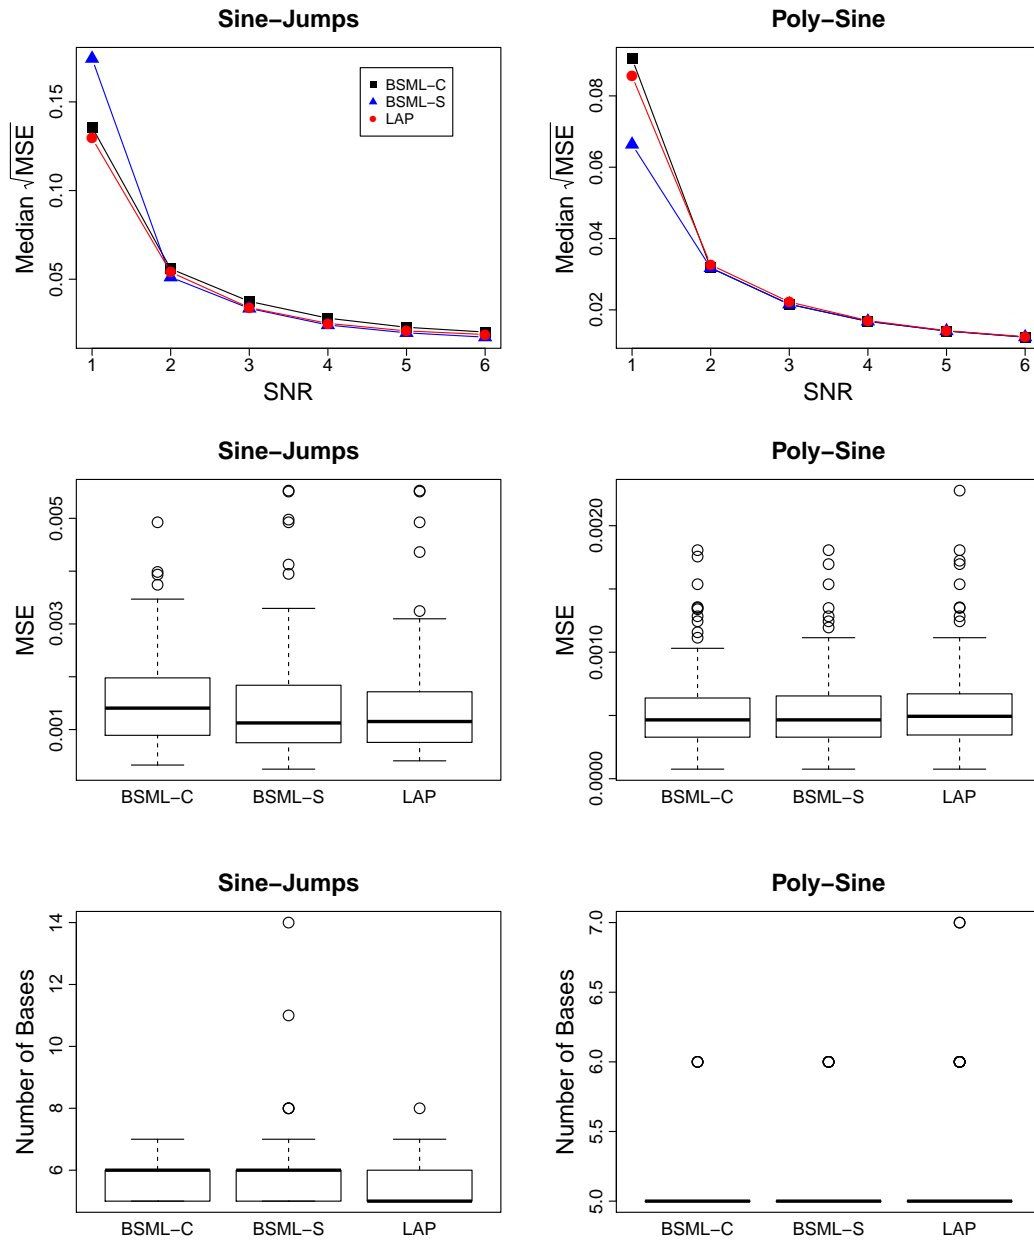 Sine−Jumps
Median √MSE
0.05
0.10
0.15
BSML−C
BSML−S
LAP
1 2 3 4 5 6
SNR
Poly−Sine
Median √MSE
0.02
0.04
0.06
0.08
1 2 3 4 5 6
SNR
Sine−Jumps
MSE
0.001
0.003
0.005
BSML−C BSML−S LAP
Poly−Sine
MSE
0.0000
0.0010
0.0020
BSML−C BSML−S LAP
Sine−Jumps
Number of Bases
6
8
10
12
14
BSML−C BSML−S LAP
Poly−Sine
Number of Bases
5.0
5.5
6.0
6.5
7.0
BSML−C BSML−S LAP